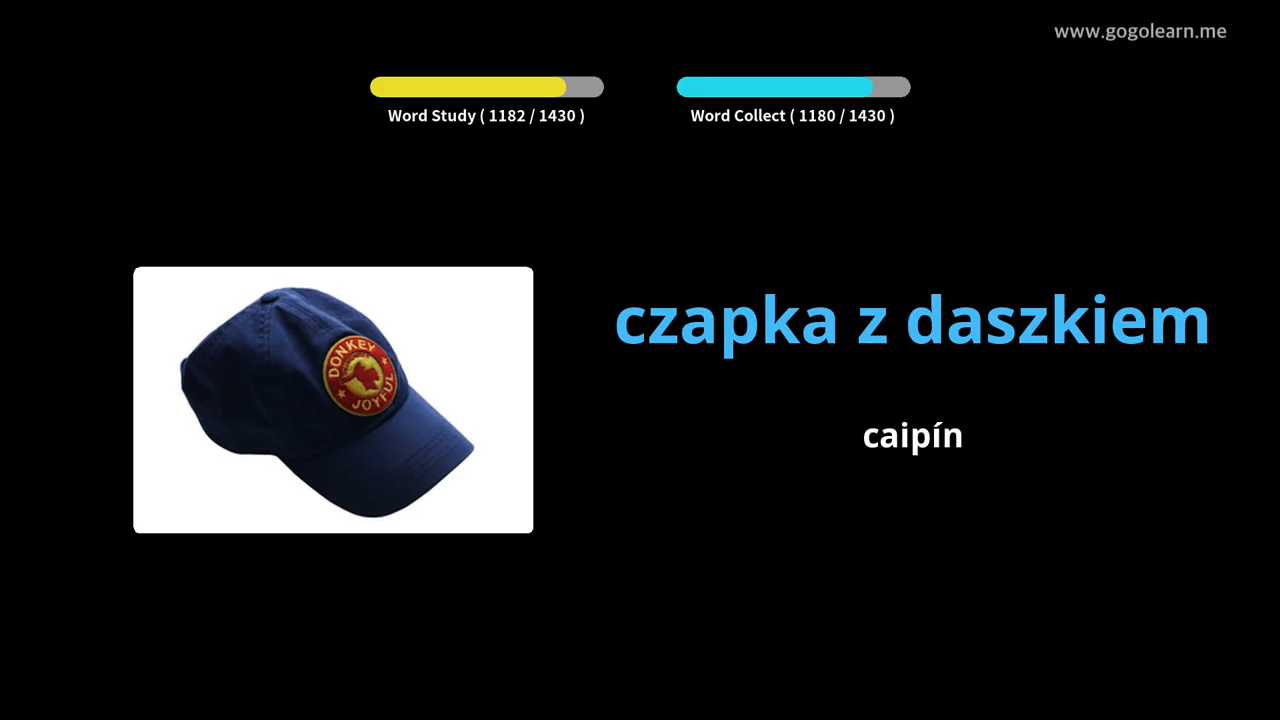 www.gogolearn.me
Word Study ( 1182 / 1430 )
Word Collect ( 1180 / 1430 )
DONKEY
JOYFUL
czapka z daszkiem
caipín